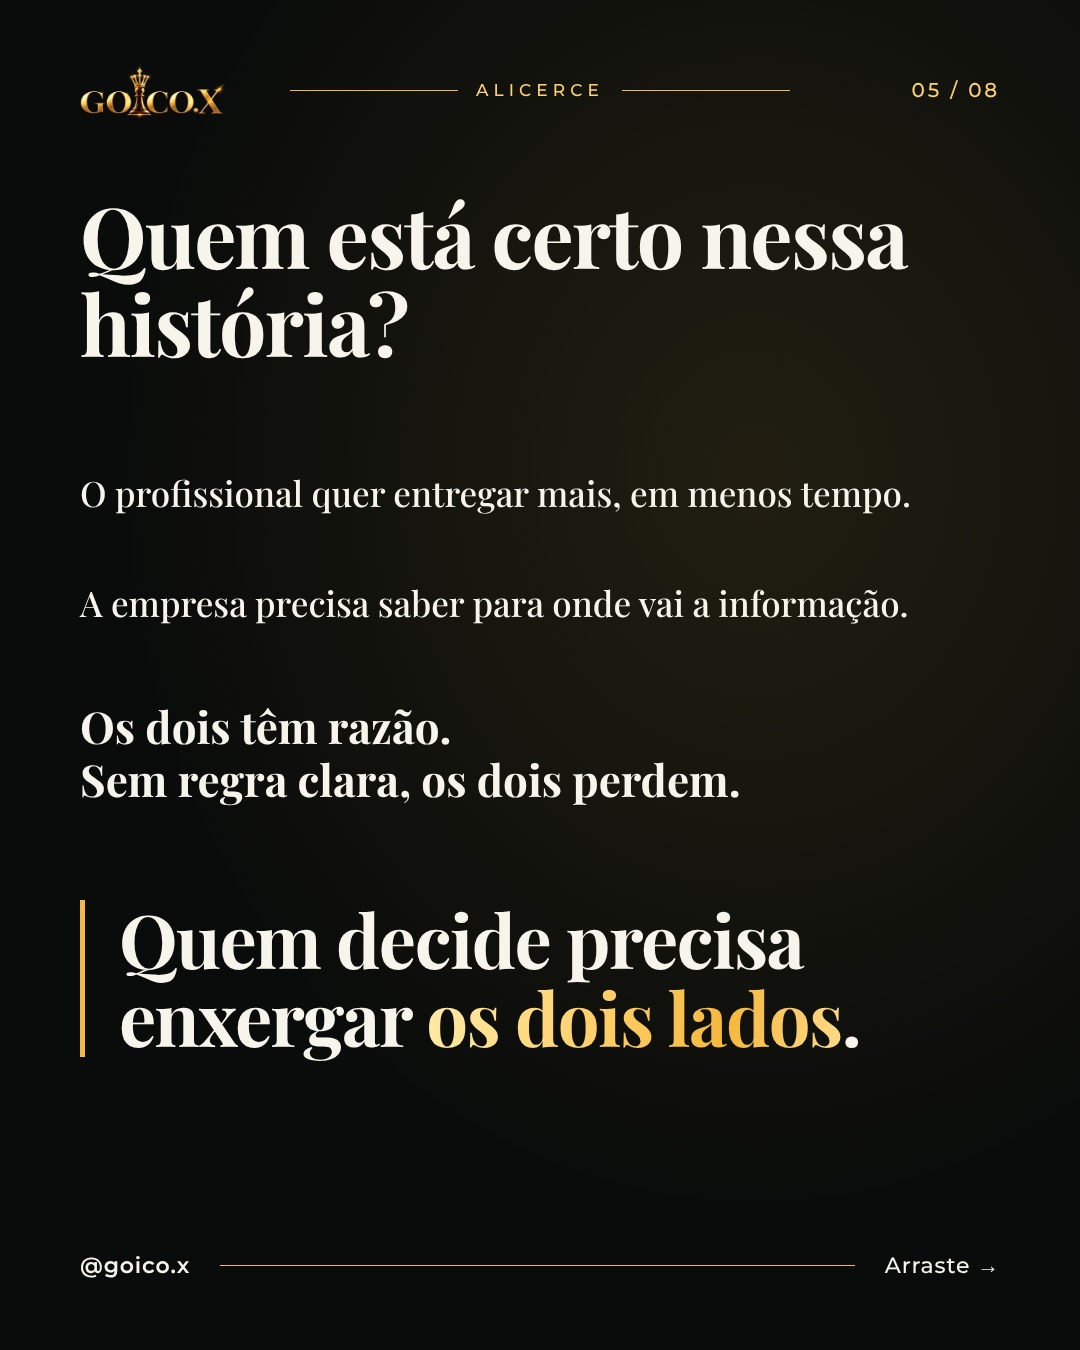 GOICO.X
ALICERCE
05 / 08
Quem está certo nessa
história?
O profissional quer entregar mais, em menos tempo.
A empresa precisa saber para onde vai a informação.
Os dois têm razão.
Sem regra clara, os dois perdem.
Quem decide precisa
enxergar os dois lados.
@goico.x
Arraste →